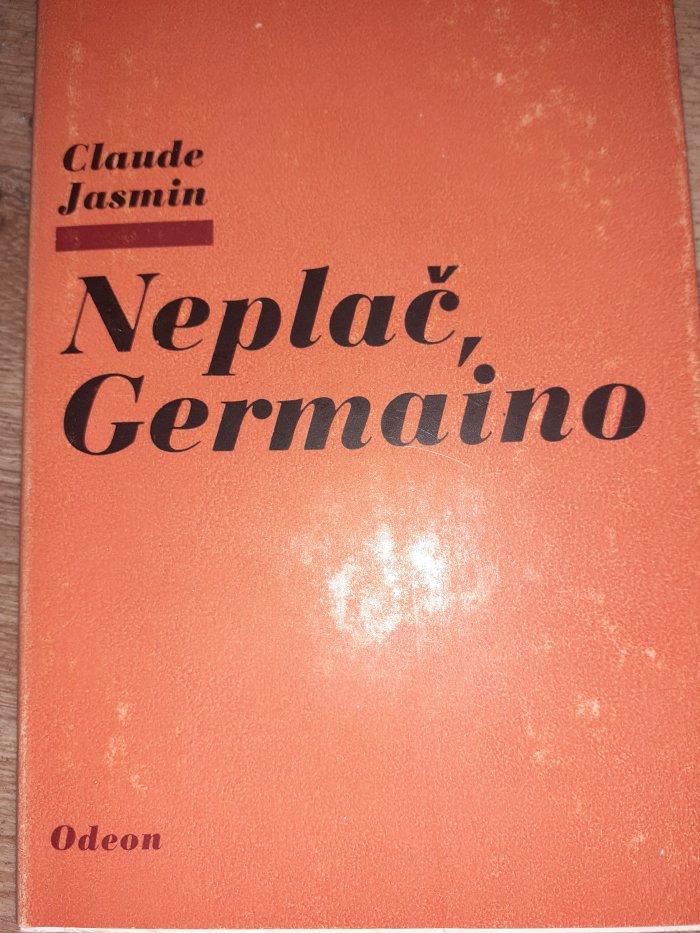 Claude
Jasmin
Neplač,
Germaino
Odeon